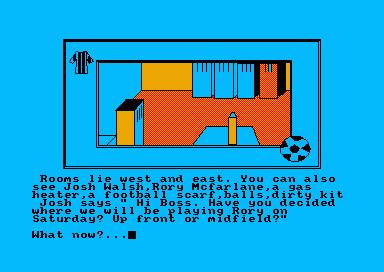 Rooms lie west and east. You can also
see Josh Walsh,Rory Mcfarlane,a gas
heater,a football scarf,balls,dirty kit
Josh says " Hi Boss. Have you decided
where we will be playing Rory on
Saturday? Up front or midfield?"
What now?...